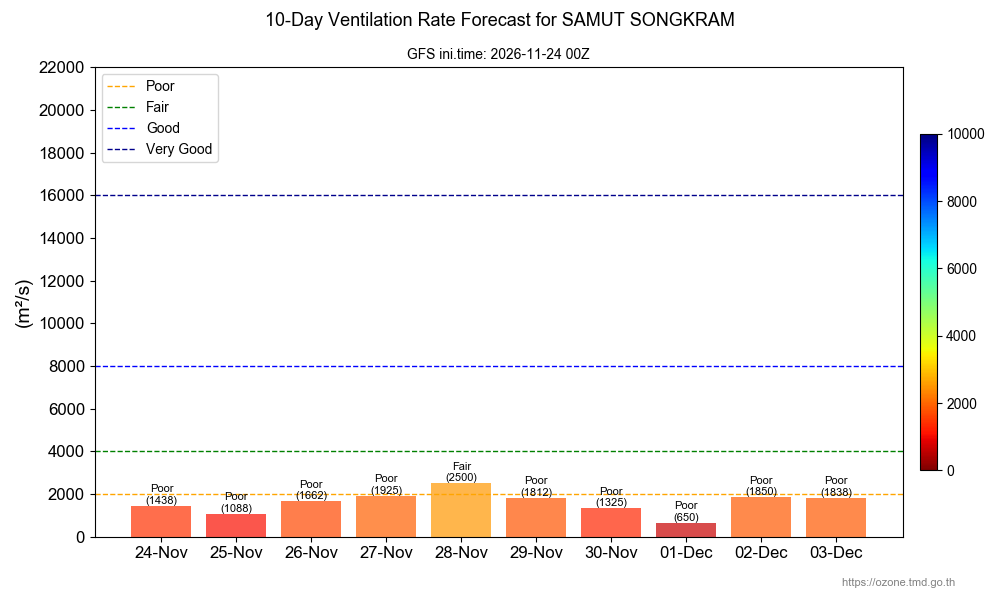 10-Day Ventilation Rate Forecast for SAMUT SONGKRAM
GFS ini.time: 2026-11-24 00Z
(m²/s)
22000
20000
18000
16000
14000
12000
10000
8000
6000
4000
2000
0
Poor
Fair
Good
Very Good
Poor
(1438)
Poor
(1088)
Poor
(1662)
Poor
(1925)
Fair
(2500)
Poor
(1812)
Poor
(1325)
Poor
(650)
Poor
(1850)
Poor
(1838)
24-Nov
25-Nov
26-Nov
27-Nov
28-Nov
29-Nov
30-Nov
01-Dec
02-Dec
03-Dec
10000
8000
6000
4000
2000
0
https://ozone.tmd.go.th